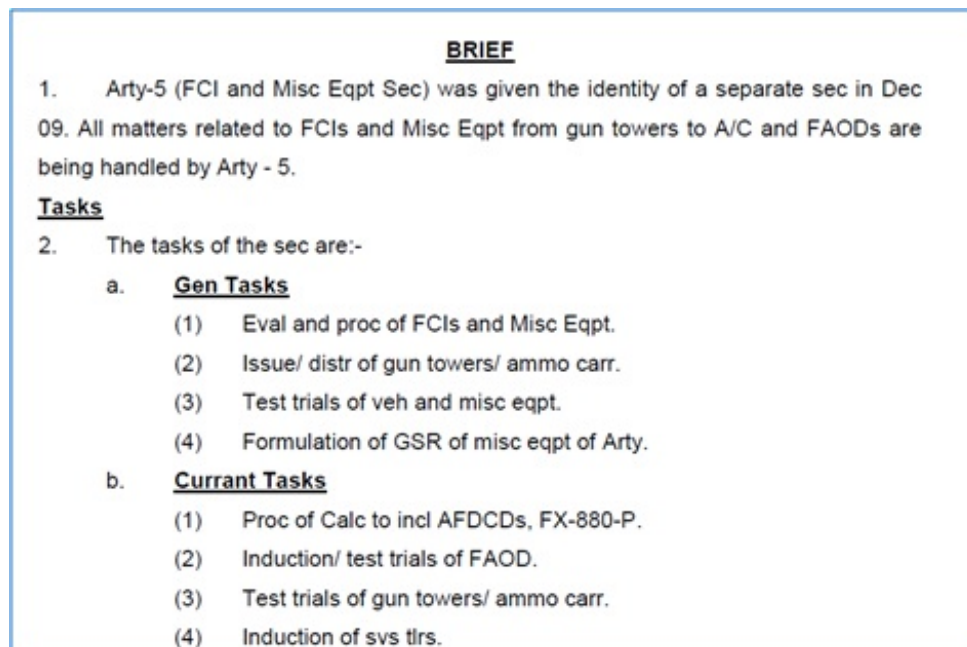 BRIEF
1. Arty-5 (FCI and Misc Eqpt Sec) was given the identity of a separate sec in Dec
09. All matters related to FCIs and Misc Eqpt from gun towers to A/C and FAODs are
being handled by Arty - 5.
Tasks
2. The tasks of the sec are:-
a. Gen Tasks
(1) Eval and proc of FCIs and Misc Eqpt.
(2) Issue/ distr of gun towers/ ammo carr.
(3) Test trials of veh and misc eqpt.
(4) Formulation of GSR of misc eqpt of Arty.
b. Currant Tasks
(1) Proc of Calc to incl AFDCDs, FX-880-P.
(2) Induction/ test trials of FAOD.
(3) Test trials of gun towers/ ammo carr.
(4) Induction of svs tlrs.